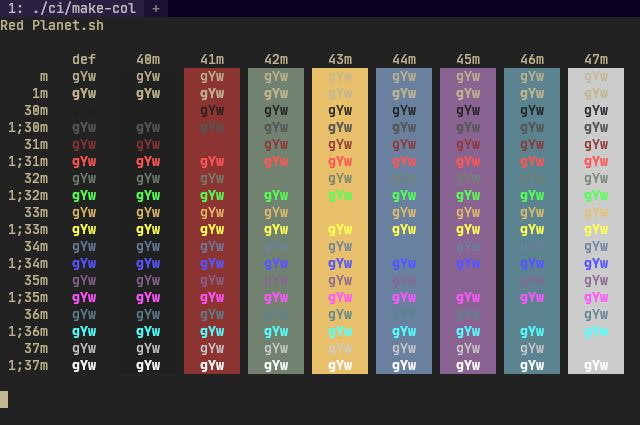 1: ./ci/make-col +
Red Planet.sh
def 40m 41m 42m 43m 44m 45m 46m 47m
m gYw gYw gYw gYw gYw gYw gYw gYw gYw
1m gYw gYw gYw gYw gYw gYw gYw gYw gYw
30m gYw gYw gYw gYw gYw gYw gYw
1;30m gYw gYw gYw gYw gYw gYw gYw gYw gYw
31m gYw gYw gYw gYw gYw gYw gYw gYw
1;31m gYw gYw gYw gYw gYw gYw gYw gYw gYw
32m gYw gYw gYw gYw gYw gYw gYw gYw
1;32m gYw gYw gYw gYw gYw gYw gYw gYw gYw
33m gYw gYw gYw gYw gYw gYw gYw gYw
1;33m gYw gYw gYw gYw gYw gYw gYw gYw gYw
34m gYw gYw gYw gYw gYw gYw gYw gYw
1;34m gYw gYw gYw gYw gYw gYw gYw gYw gYw
35m gYw gYw gYw gYw gYw gYw gYw gYw
1;35m gYw gYw gYw gYw gYw gYw gYw gYw gYw
36m gYw gYw gYw gYw gYw gYw gYw gYw
1;36m gYw gYw gYw gYw gYw gYw gYw gYw gYw
37m gYw gYw gYw gYw gYw gYw gYw gYw
1;37m gYw gYw gYw gYw gYw gYw gYw gYw gYw